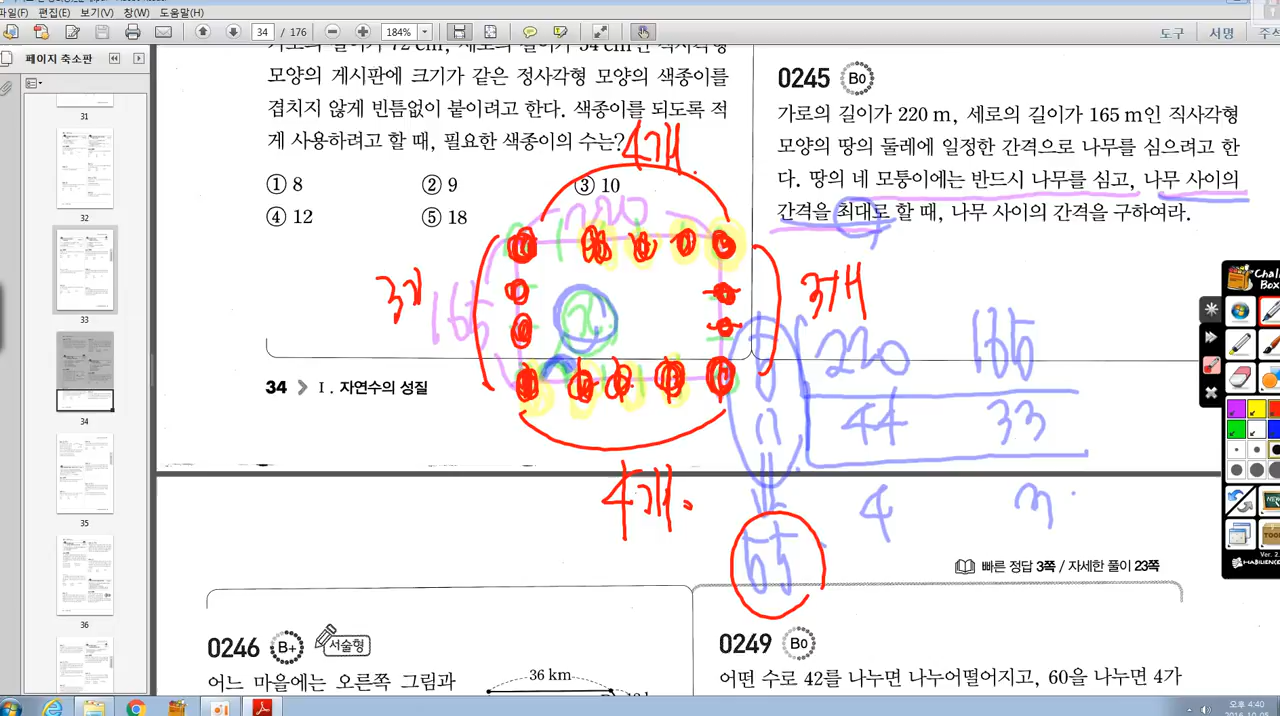 파일(F) 편집(E) 보기(V) 창(W) 도움말(H)
34 / 176
184%
도구
서명
페이지 축소판
31
32
33
34
35
36
모양의 게시판에 크기가 같은 정사각형 모양의 색종이를
겹치지 않게 빈틈없이 붙이려고 한다. 색종이를 되도록 적
게 사용하려고 할 때, 필요한 색종이의 수는?
① 8
② 9
③ 10
④ 12
⑤ 18
34 I. 자연수의 성질
0245 B0
가로의 길이가 220 m, 세로의 길이가 165 m인 직사각형
모양의 땅의 둘레에 일정한 간격으로 나무를 심으려고 한
다. 땅의 네 모퉁이에는 반드시 나무를 심고, 나무 사이의
간격을 최대로 할 때, 나무 사이의 간격을 구하여라.
4개
220
3개
165
3개
4개
220 165
44 33
4 3
55
빠른 정답 3쪽 / 자세한 풀이 23쪽
0246 B+ 서술형
어느 마을에는 오른쪽 그림과
36 km
0249 B0
어떤 수로 42를 나누면 나누어떨어지고, 60을 나누면 4가
오후 4:40
2016-10-05